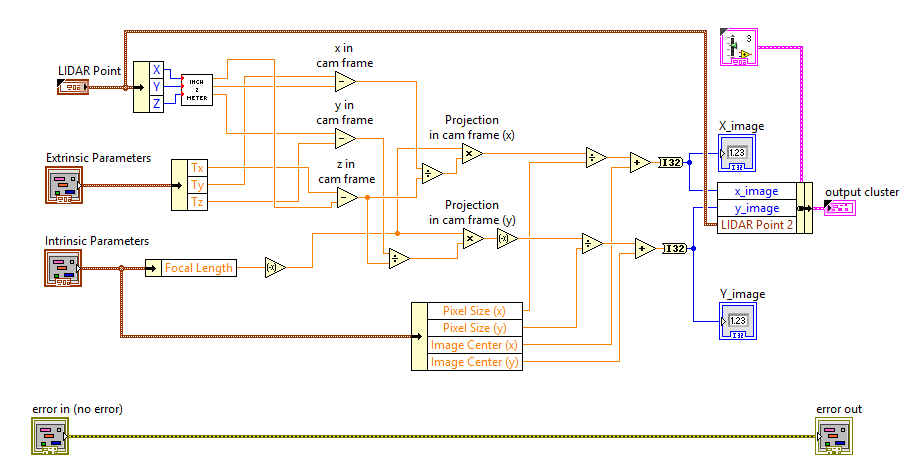 x in
cam frame
3
LIDAR Point
X
Y
Z
INCH
2
METER
y in
cam frame
Projection
in cam frame (x)
X_image
1.23
I32
I32
Extrinsic Parameters
Tx
Ty
Tz
z in
cam frame
x_image
y_image
LIDAR Point 2
output cluster
Projection
in cam frame (y)
(-x)
I32
Intrinsic Parameters
Focal Length
(-x)
Pixel Size (x)
Pixel Size (y)
Image Center (x)
Image Center (y)
Y_image
1.23
I32
error in (no error)
error out